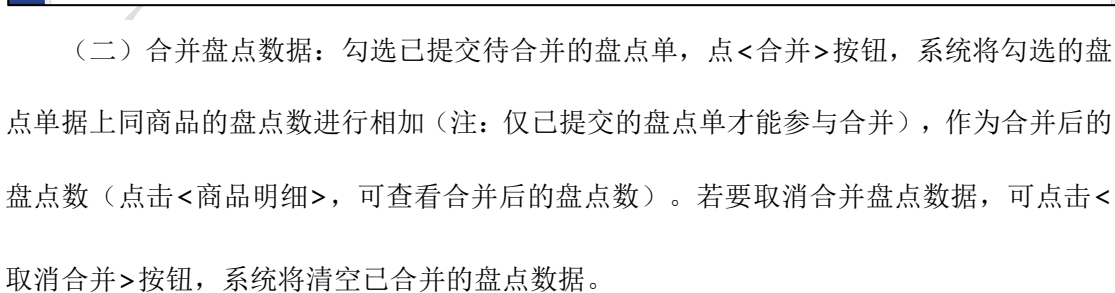 （二）合并盘点数据：勾选已提交待合并的盘点单，点<合并>按钮，系统将勾选的盘
点单据上同商品的盘点数进行相加（注：仅已提交的盘点单才能参与合并），作为合并后的
盘点数（点击<商品明细>，可查看合并后的盘点数）。若要取消合并盘点数据，可点击<
取消合并>按钮，系统将清空已合并的盘点数据。